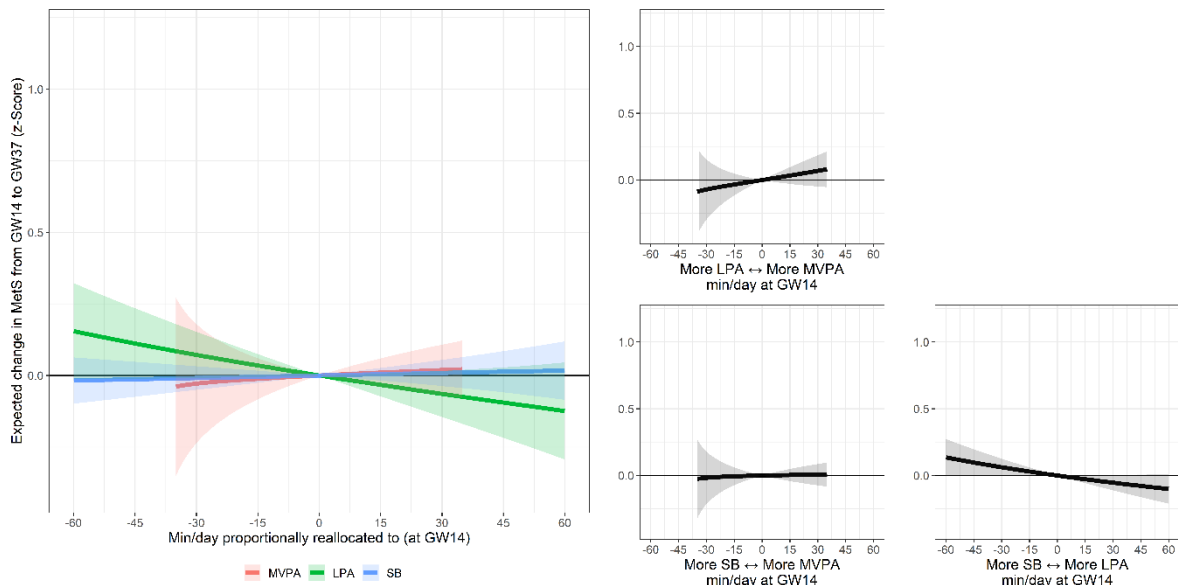 Expected change in MetS from GW14 to GW37 (z-Score)
1.0
0.5
0.0
-60 -45 -30 -15 0 15 30 45 60
Min/day proportionally reallocated to (at GW14)
MVPA LPA SB
1.0
0.5
0.0
-60 -45 -30 -15 0 15 30 45 60
More LPA ↔ More MVPA
min/day at GW14
1.0
0.5
0.0
-60 -45 -30 -15 0 15 30 45 60
More SB ↔ More MVPA
min/day at GW14
1.0
0.5
0.0
-60 -45 -30 -15 0 15 30 45 60
More SB ↔ More LPA
min/day at GW14